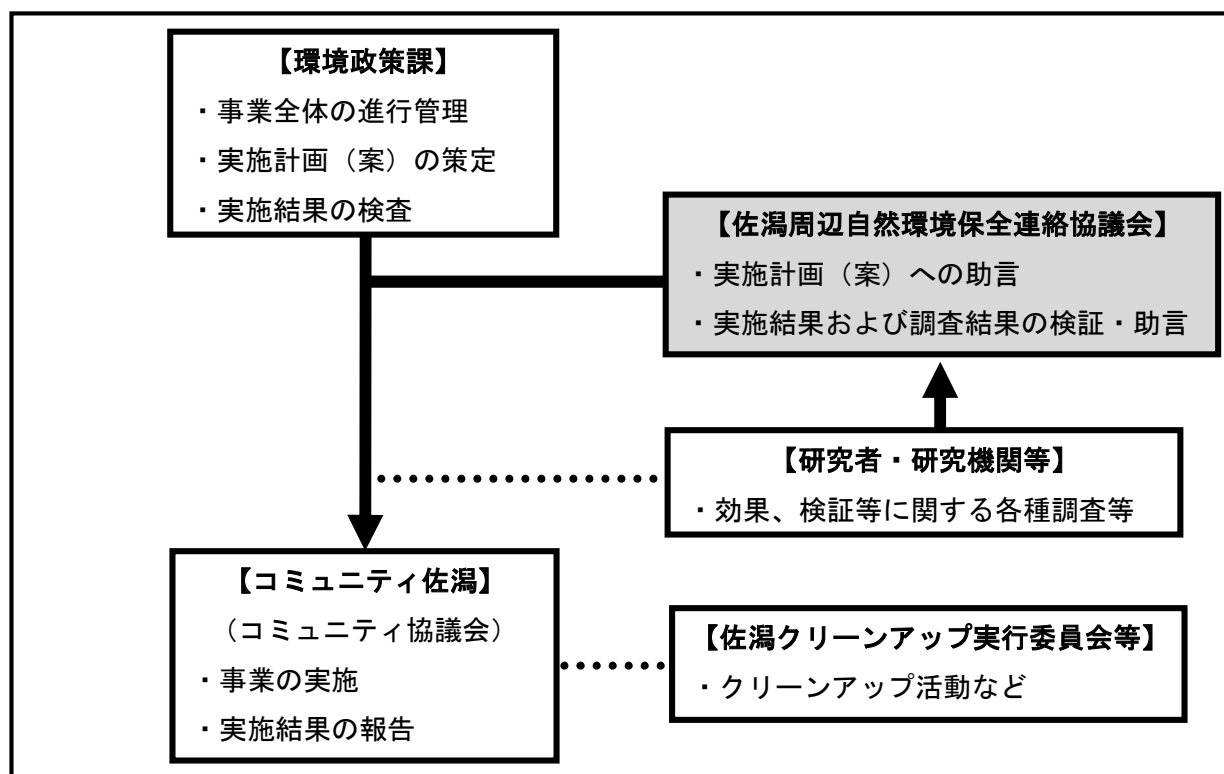 【環境政策課】
・事業全体の進行管理
・実施計画（案）の策定
・実施結果の検査
【佐潟周辺自然環境保全連絡協議会】
・実施計画（案）への助言
・実施結果および調査結果の検証・助言
【研究者・研究機関等】
・効果、検証等に関する各種調査等
【コミュニティ佐潟】
（コミュニティ協議会）
・事業の実施
・実施結果の報告
【佐潟クリーンアップ実行委員会等】
・クリーンアップ活動など